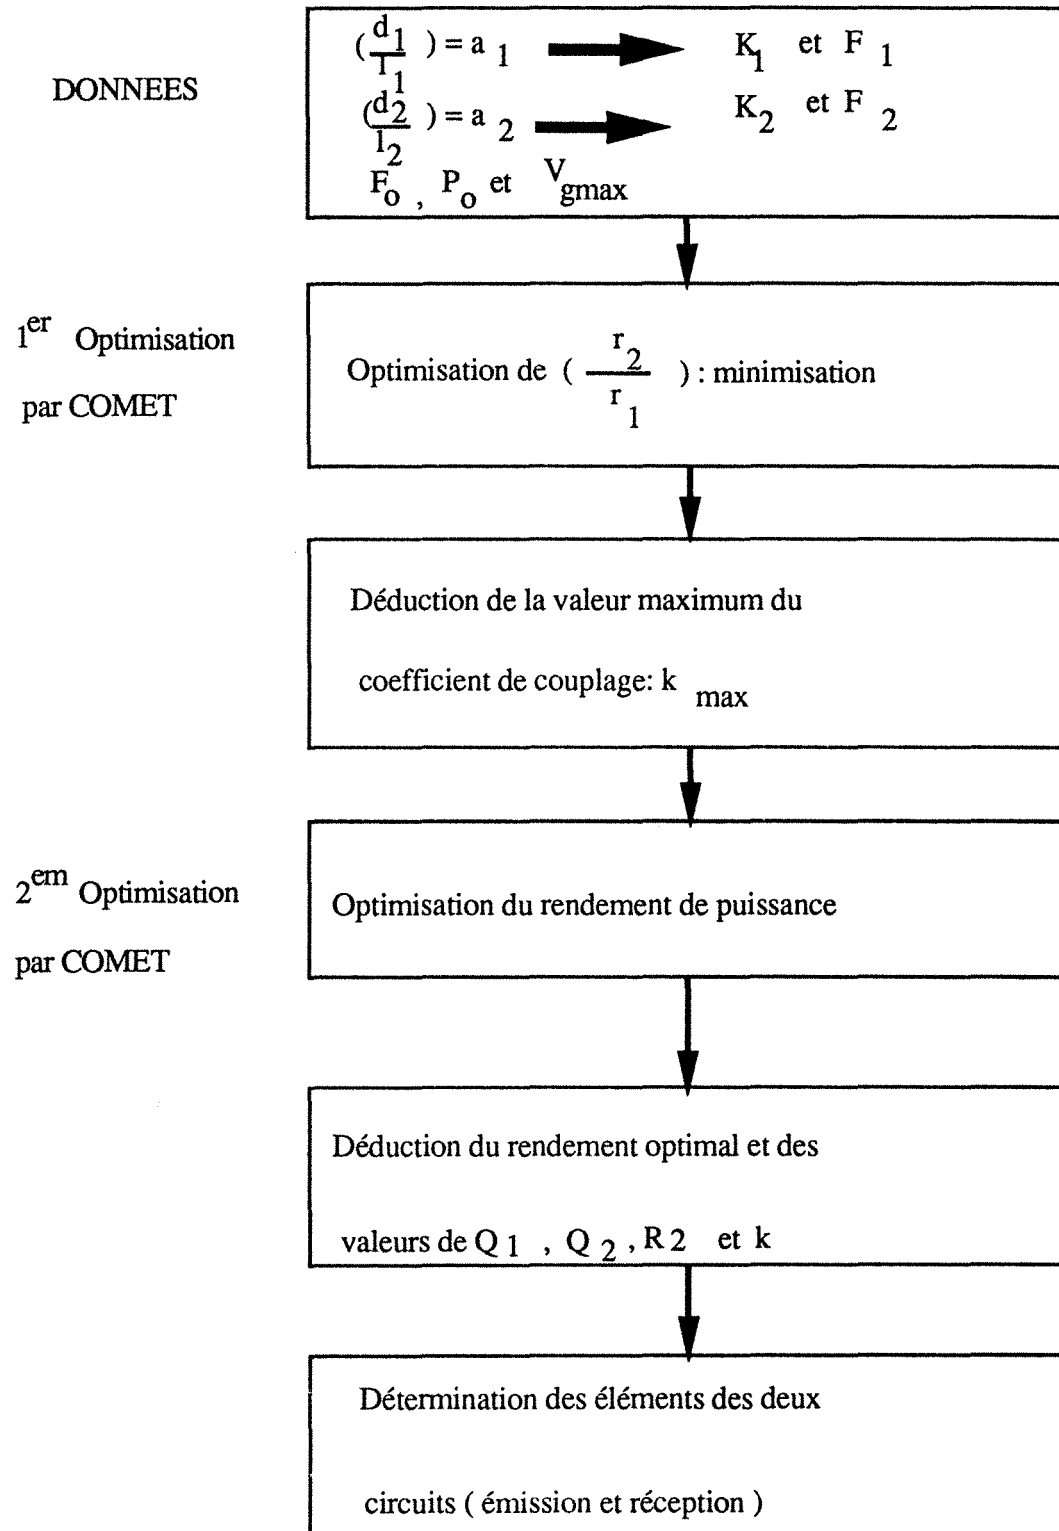 DONNEES
(d1/l1) = a1 K1 et F1
(d2/l2) = a2 K2 et F2
Fo, Po et Vgmax
1er Optimisation
par COMET
Optimisation de (r2/r1) : minimisation
Déduction de la valeur maximum du
coefficient de couplage: k max
2em Optimisation
par COMET
Optimisation du rendement de puissance
Déduction du rendement optimal et des
valeurs de Q1 , Q2 , R2 et k
Détermination des éléments des deux
circuits ( émission et réception )